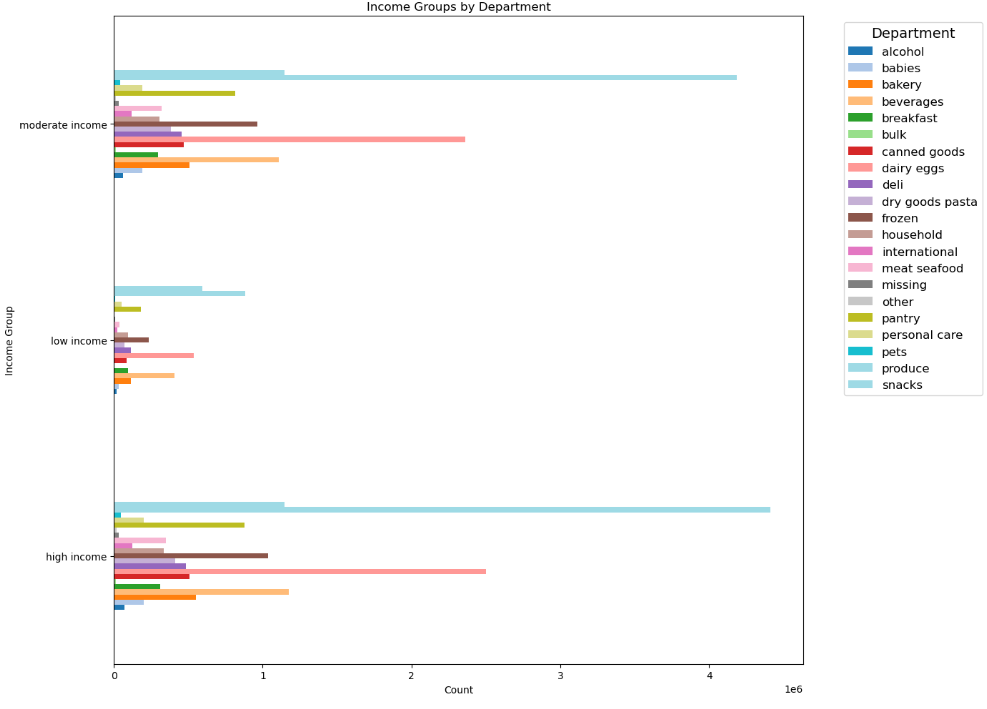 Income Groups by Department
Income Group
moderate income
low income
high income
0
1
2
3
4
1e6
Count
Department
alcohol
babies
bakery
beverages
breakfast
bulk
canned goods
dairy eggs
deli
dry goods pasta
frozen
household
international
meat seafood
missing
other
pantry
personal care
pets
produce
snacks